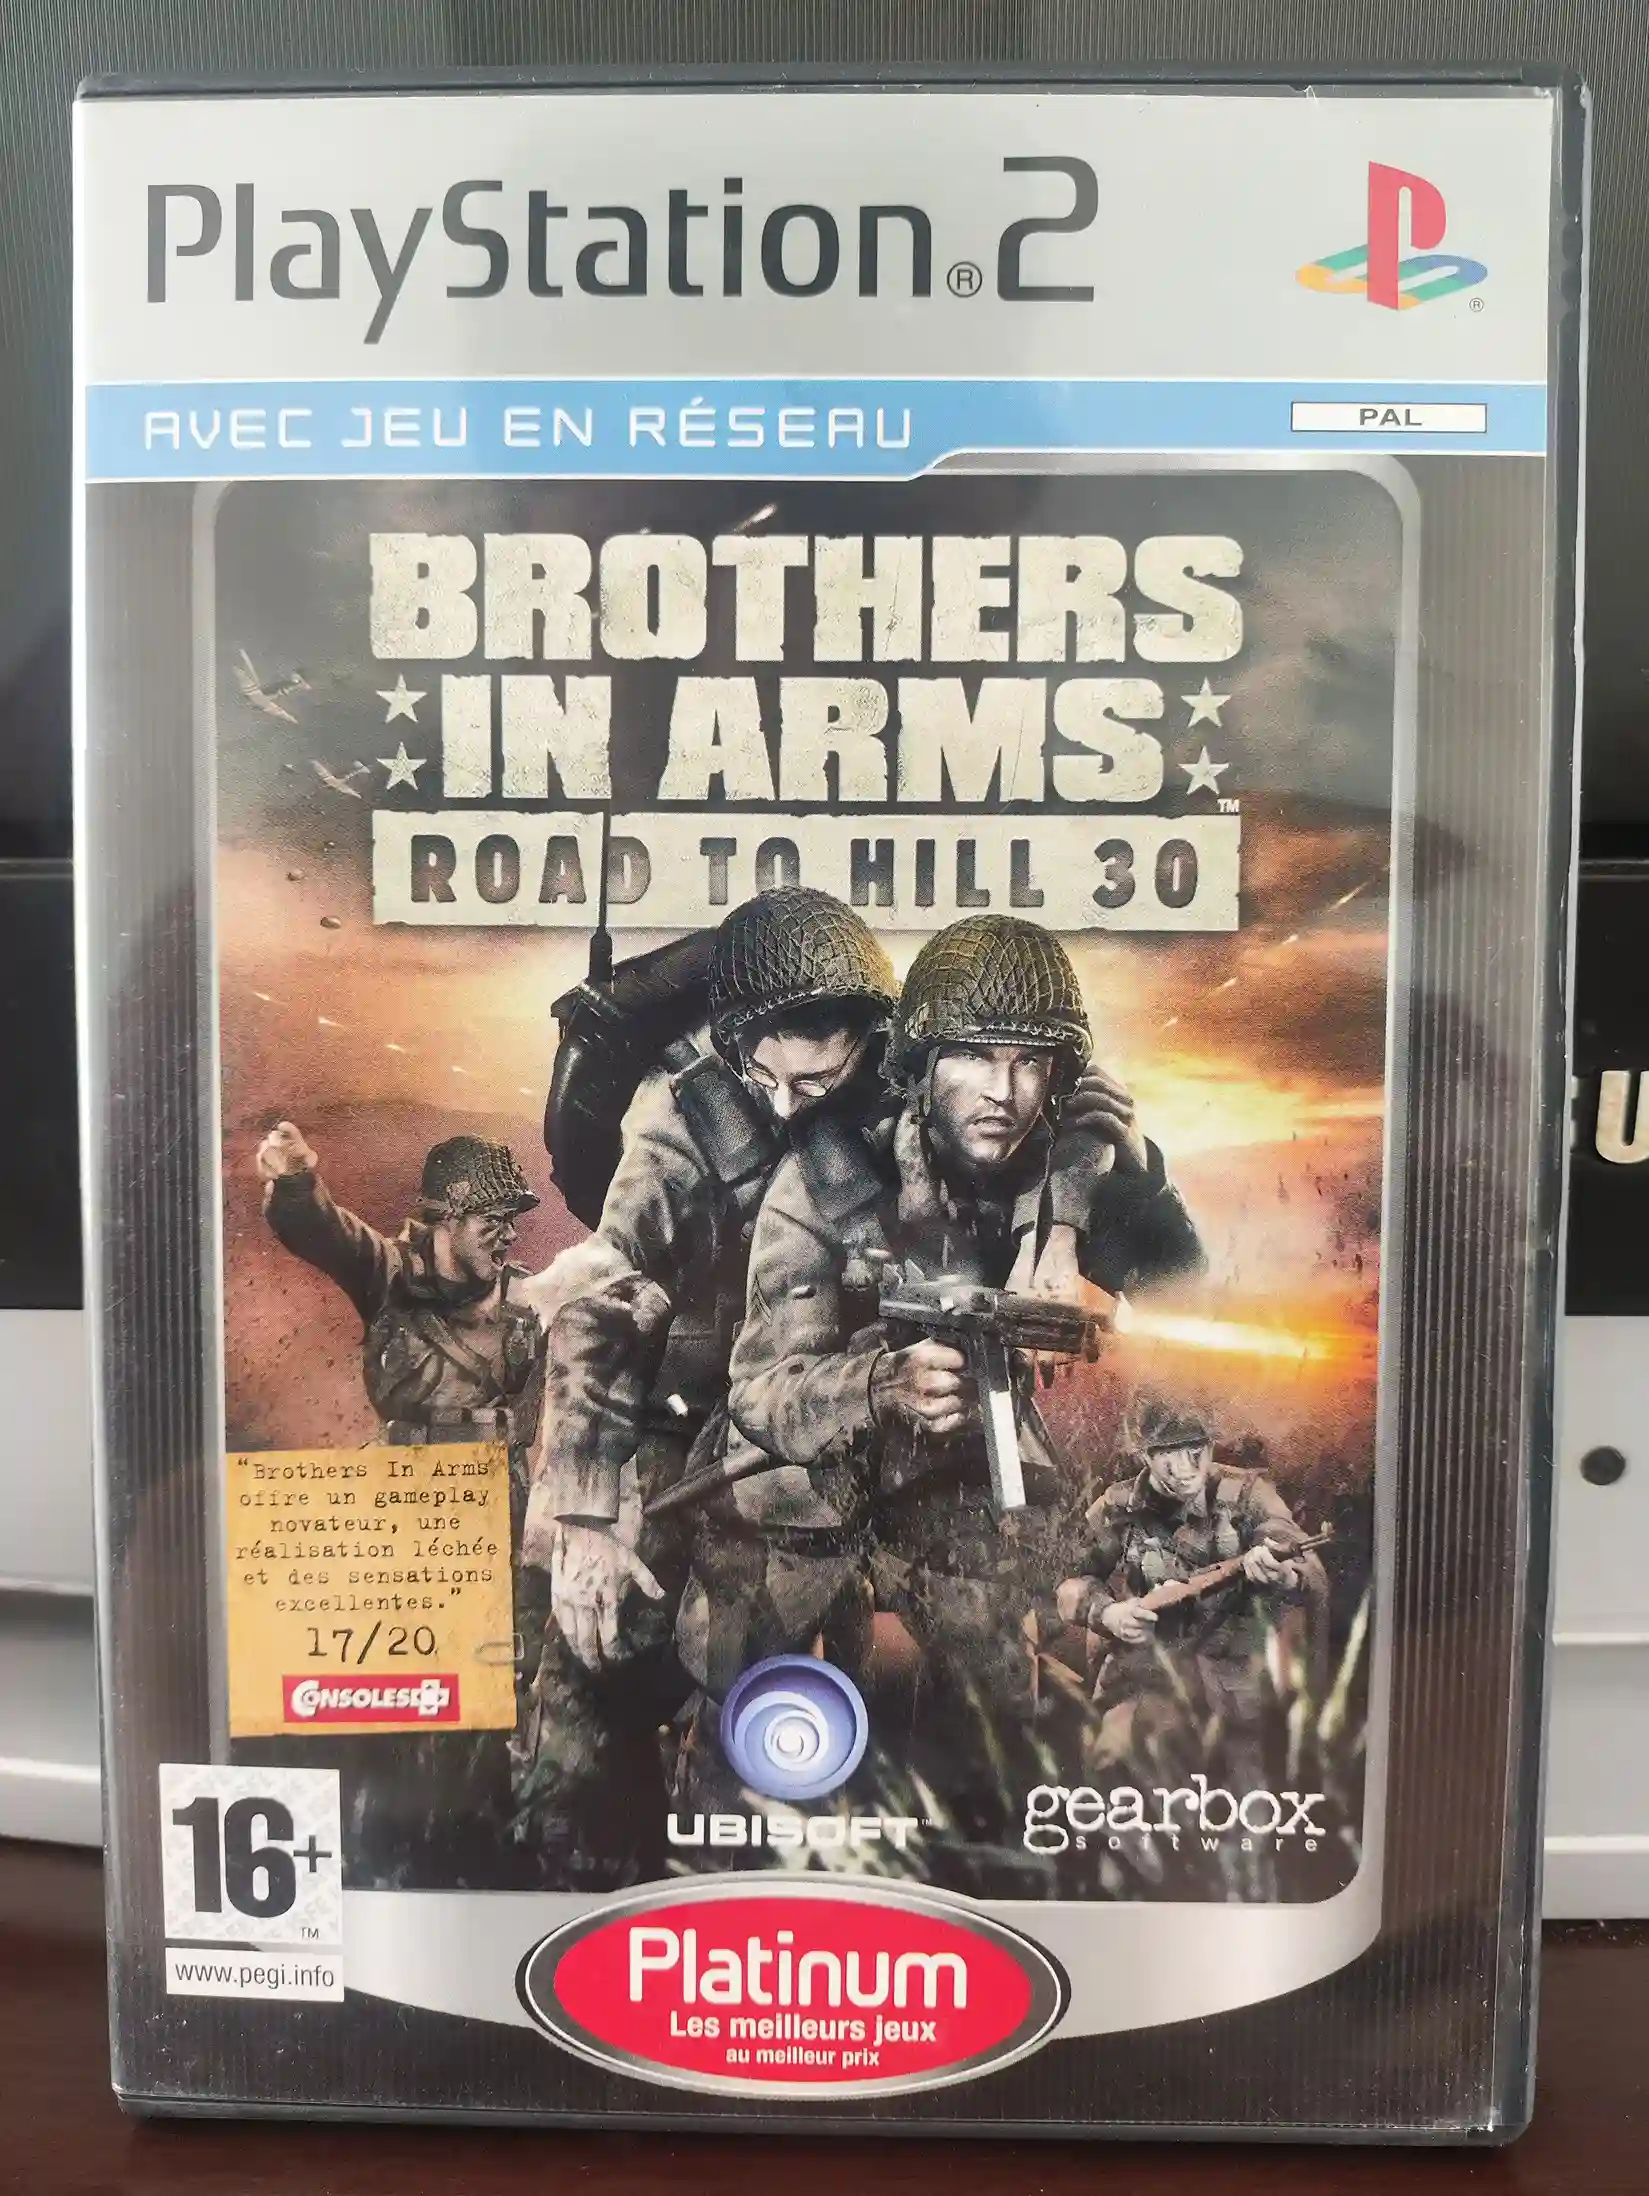 PlayStation®2
AVEC JEU EN RÉSEAU
PAL
BROTHERS
IN ARMS™
ROAD TO HILL 30
"Brothers In Arms
offre un gameplay
novateur, une
réalisation léchée
et des sensations
excellentes."
17/20
CONSOLES+
UBISOFT™
gearbox
software
16+
™
www.pegi.info
Platinum
Les meilleurs jeux
au meilleur prix